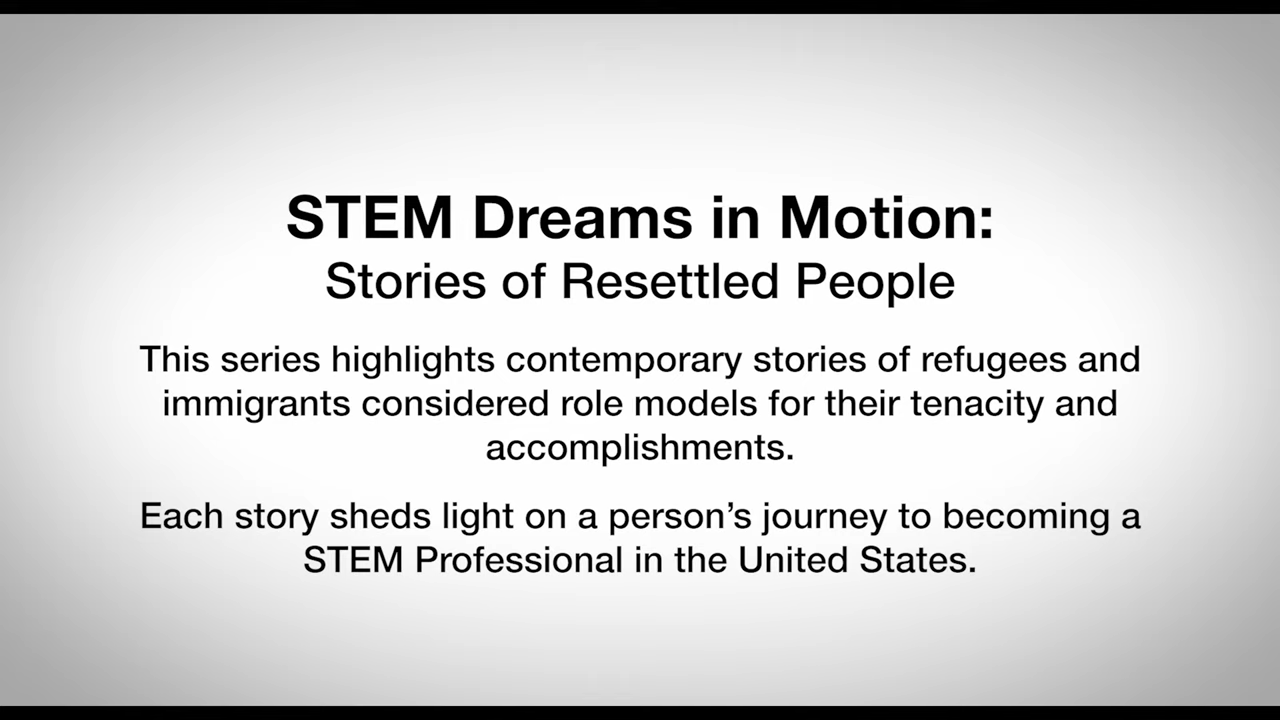 STEM Dreams in Motion:
Stories of Resettled People
This series highlights contemporary stories of refugees and
immigrants considered role models for their tenacity and
accomplishments.
Each story sheds light on a person’s journey to becoming a
STEM Professional in the United States.